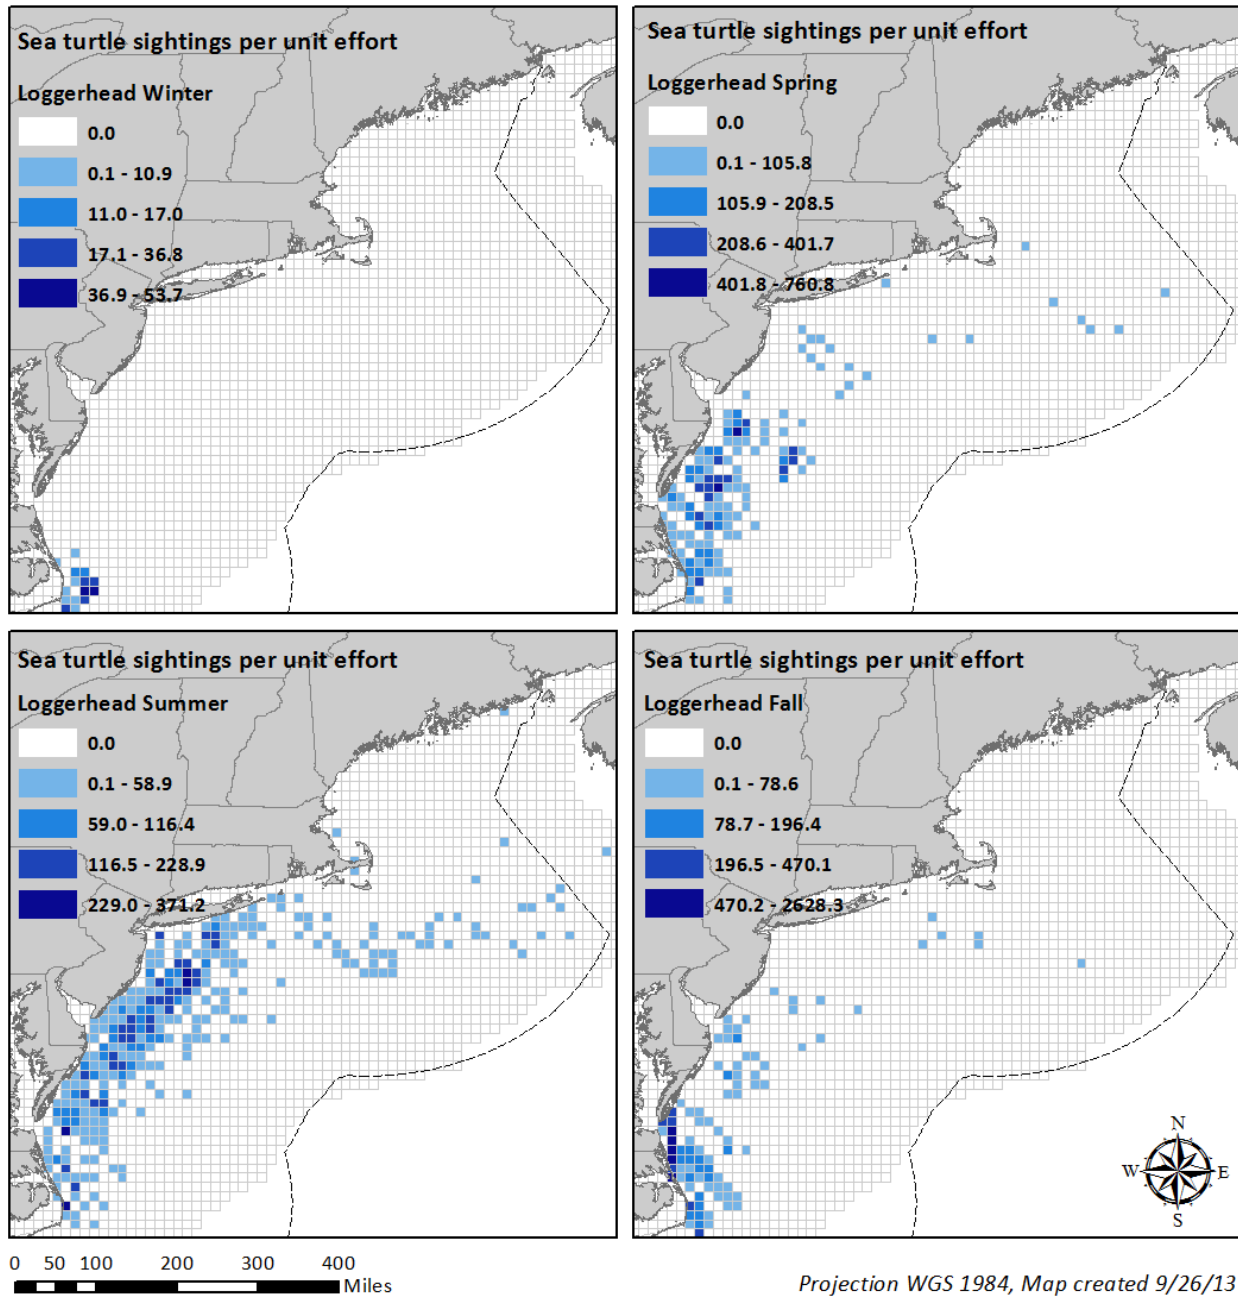 Sea turtle sightings per unit effort
Loggerhead Winter
0.0
0.1 - 10.9
11.0 - 17.0
17.1 - 36.8
36.9 - 53.7
Sea turtle sightings per unit effort
Loggerhead Spring
0.0
0.1 - 105.8
105.9 - 208.5
208.6 - 401.7
401.8 - 760.8
Sea turtle sightings per unit effort
Loggerhead Summer
0.0
0.1 - 58.9
59.0 - 116.4
116.5 - 228.9
229.0 - 371.2
Sea turtle sightings per unit effort
Loggerhead Fall
0.0
0.1 - 78.6
78.7 - 196.4
196.5 - 470.1
470.2 - 2628.3
N
W E
S
0 50 100 200 300 400
Miles
Projection WGS 1984, Map created 9/26/13